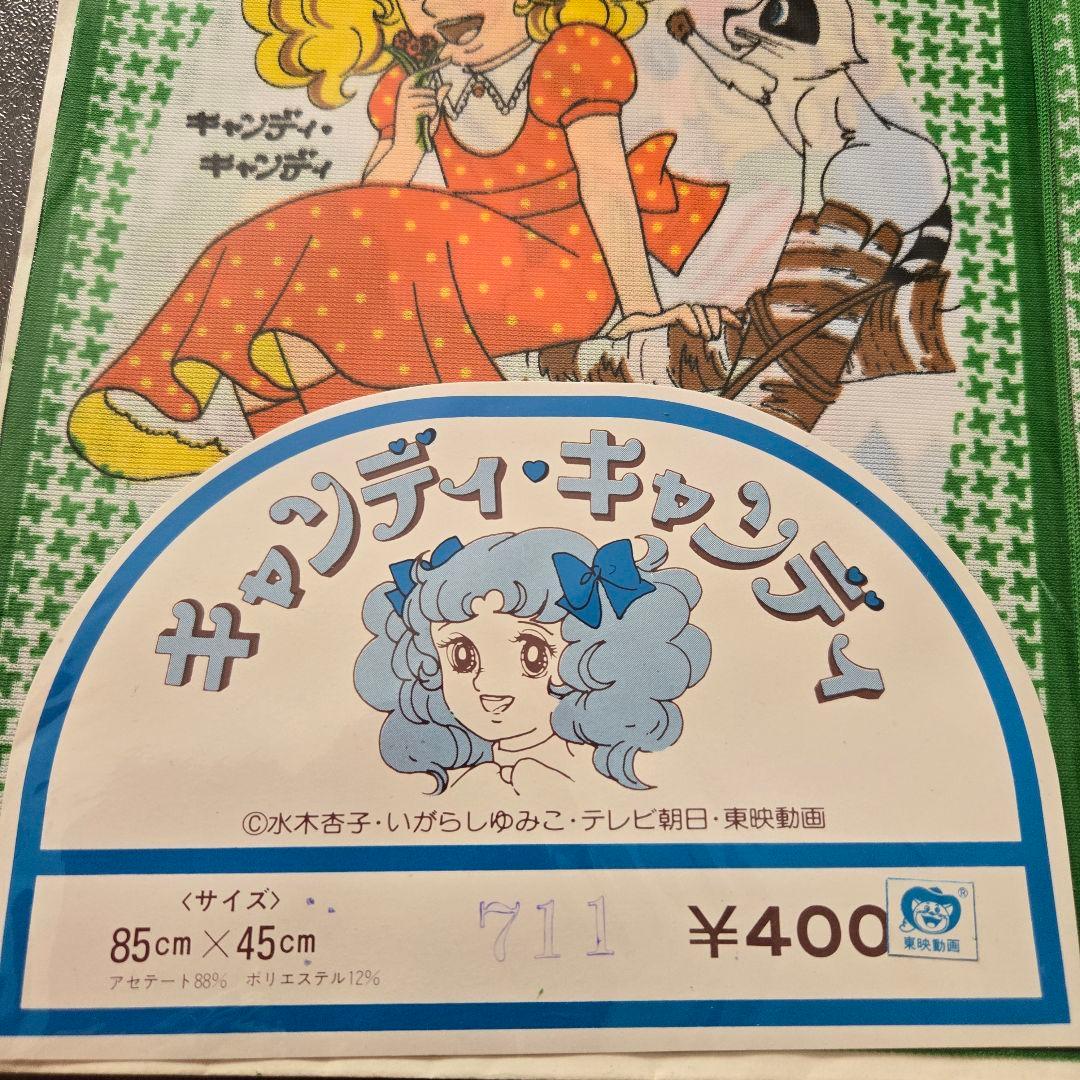 キャンディ・
キャンディ
キャンディ・キャンディ
©水木杏子・いがらしゆみこ・テレビ朝日・東映動画
〈サイズ〉
85cm×45cm
アセテート88% ポリエステル12%
711
¥400
®
東映動画